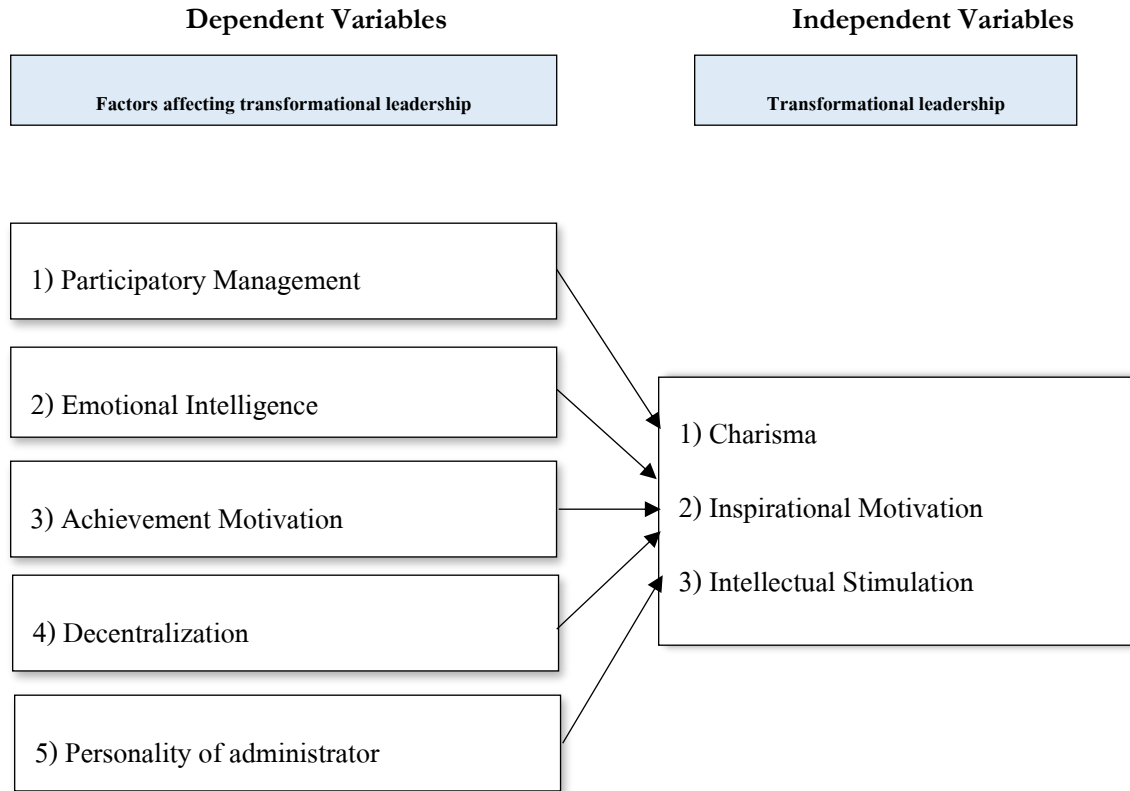 Dependent Variables
Independent Variables
Factors affecting transformational leadership
Transformational leadership
1) Participatory Management
2) Emotional Intelligence
3) Achievement Motivation
4) Decentralization
5) Personality of administrator
1) Charisma
2) Inspirational Motivation
3) Intellectual Stimulation